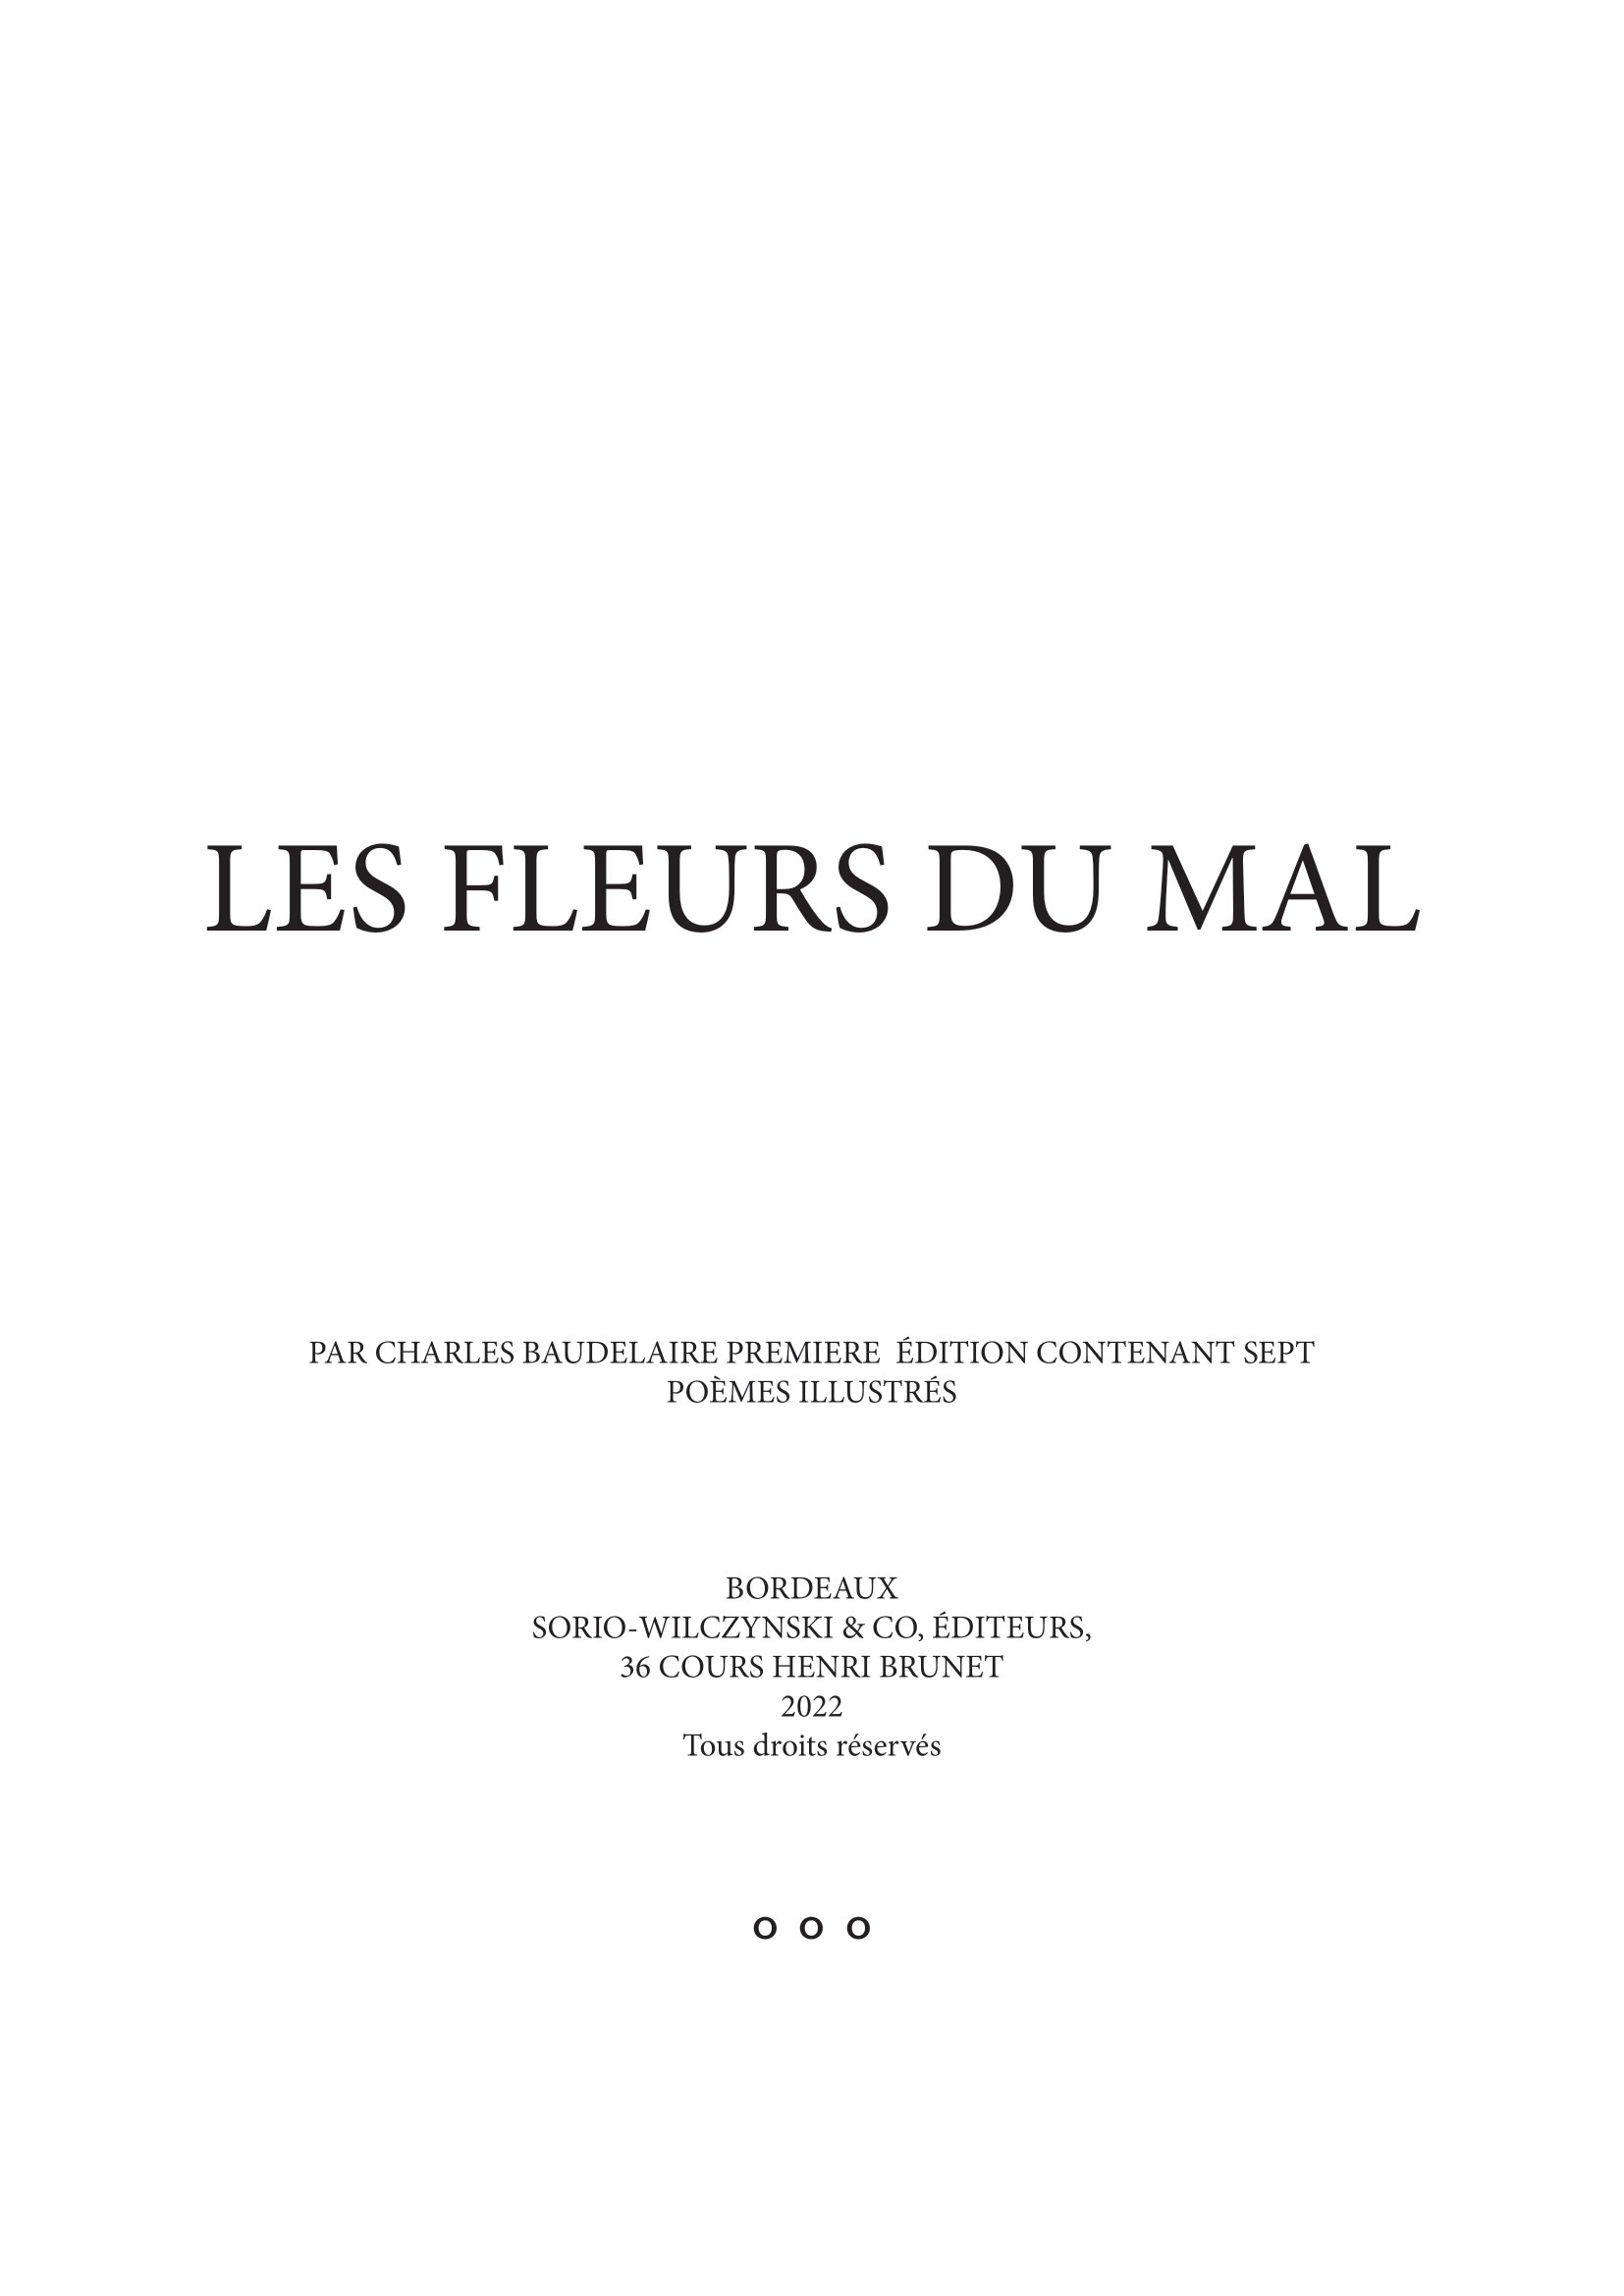 LES FLEURS DU MAL
PAR CHARLES BAUDELAIRE PREMIERE  ÉDITION CONTENANT SEPT
POÈMES ILLUSTRÉS
BORDEAUX
SORIO-WILCZYNSKI & CO, ÉDITEURS,
36 COURS HENRI BRUNET
2022
Tous droits réservés